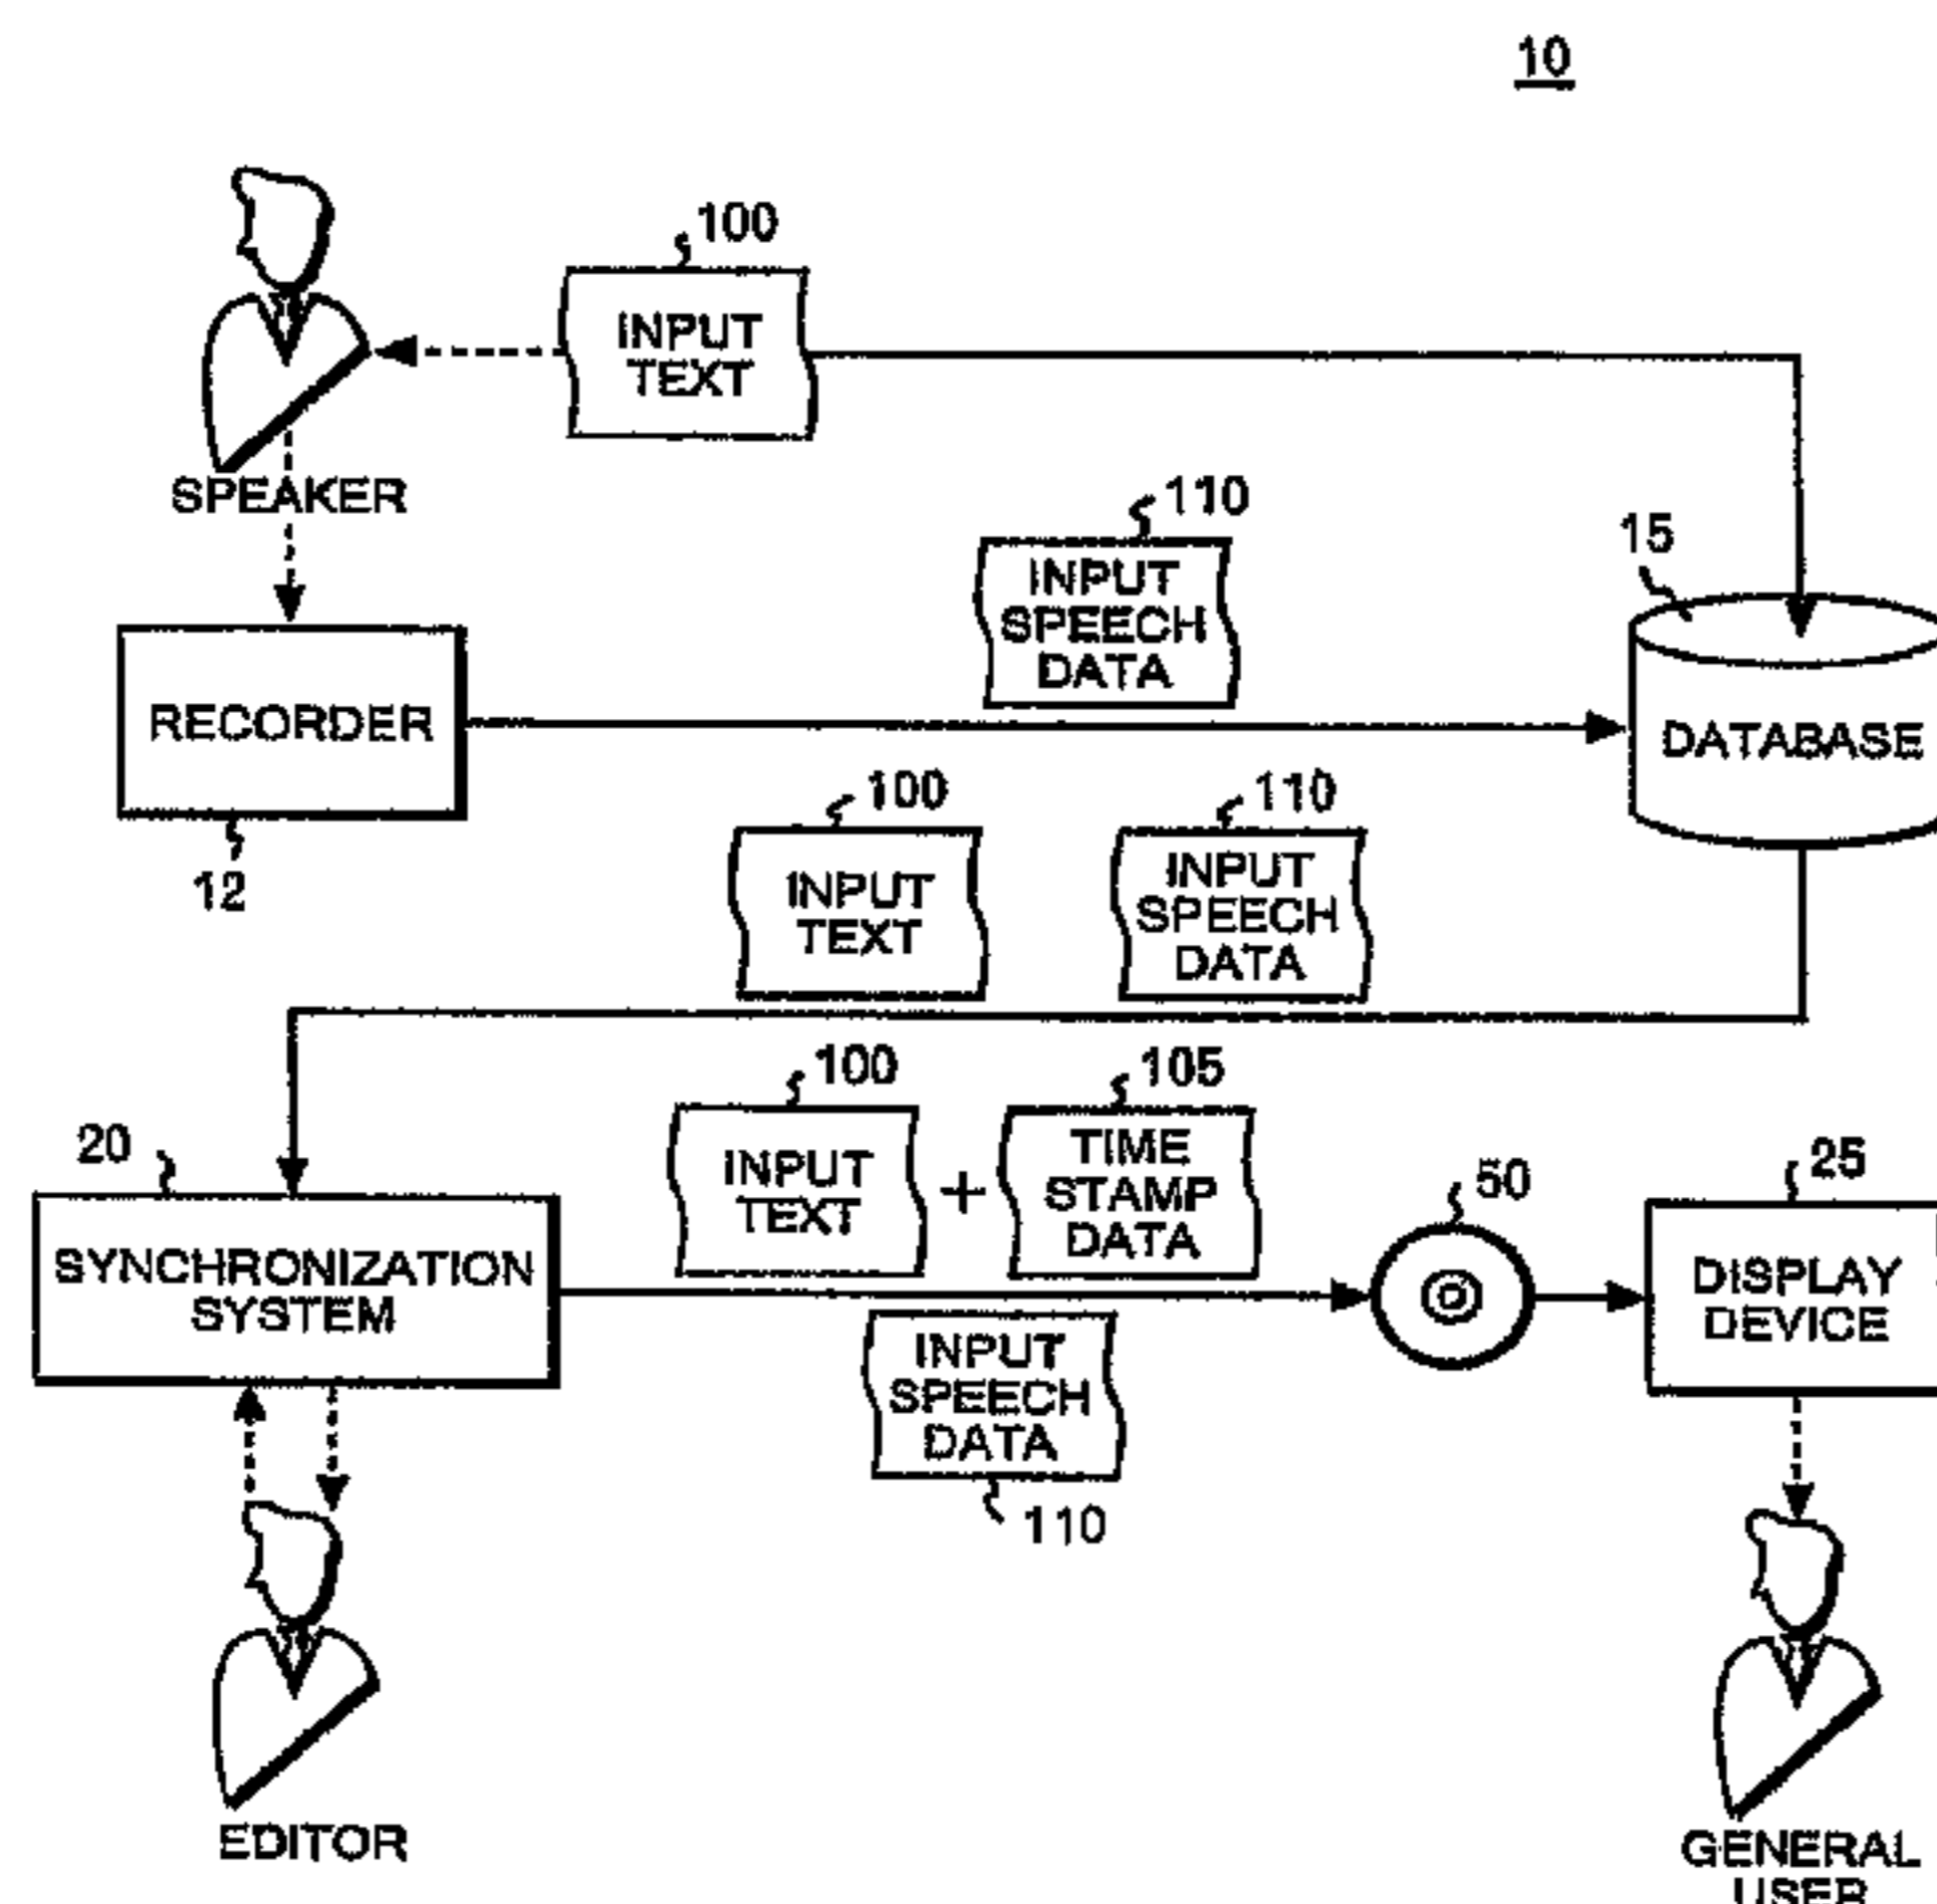 10
100
INPUT
TEXT
SPEAKER
110
INPUT
SPEECH
DATA
15
RECORDER
DATABASE
12
100
INPUT
TEXT
110
INPUT
SPEECH
DATA
20
SYNCHRONIZATION
SYSTEM
100
INPUT
TEXT
+
105
TIME
STAMP
DATA
50
25
DISPLAY
DEVICE
INPUT
SPEECH
DATA
110
EDITOR
GENERAL
USER